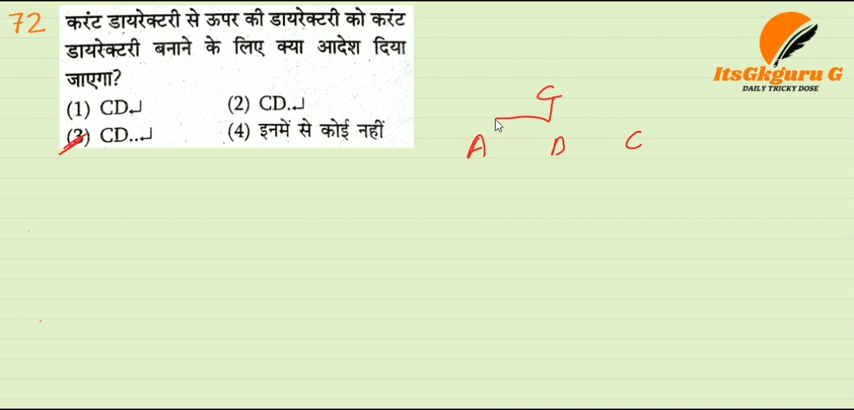 72
करंट डायरेक्टरी से ऊपर की डायरेक्टरी को करंट
डायरेक्टरी बनाने के लिए क्या आदेश दिया
जाएगा?
(1) CD↵ (2) CD.↵
(3) CD..↵ (4) इनमें से कोई नहीं
ItsGkguru G
DAILY TRICKY DOSE
G
A B C